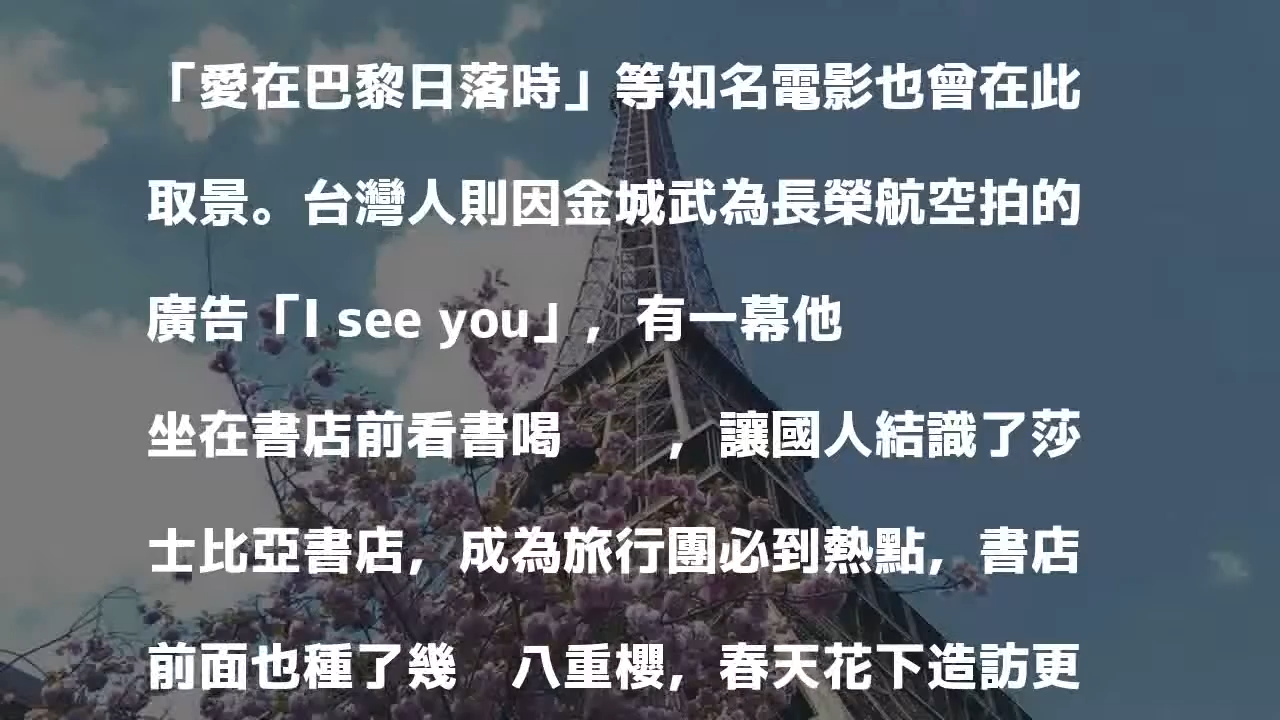 「愛在巴黎日落時」等知名電影也曾在此
取景。台灣人則因金城武為長榮航空拍的
廣告「I see you」，有一幕他
坐在書店前看書喝　　，讓國人結識了莎
士比亞書店，成為旅行團必到熱點，書店
前面也種了幾　八重櫻，春天花下造訪更